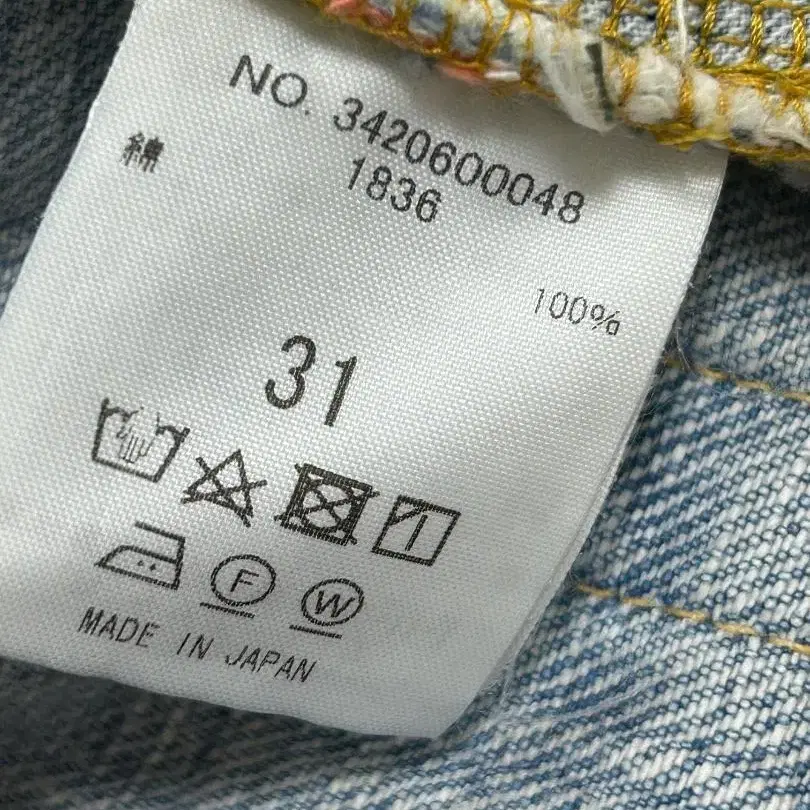 NO. 3420600048
1836
綿 100%
31
F W
MADE IN JAPAN